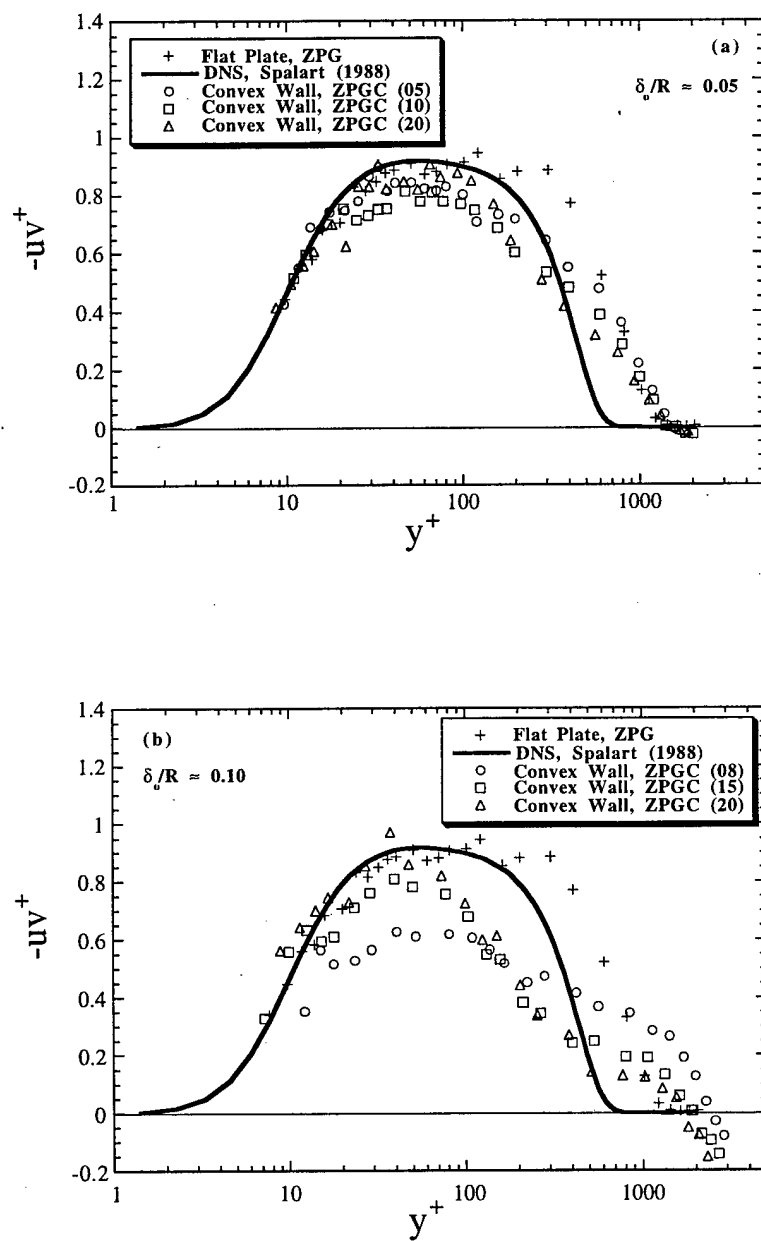 1.4
1.2
1
0.8
0.6
0.4
0.2
0
-0.2
-uv+
Flat Plate, ZPG
DNS, Spalart (1988)
Convex Wall, ZPGC (05)
Convex Wall, ZPGC (10)
Convex Wall, ZPGC (20)
(a)
δo/R ≈ 0.05
1
10
100
1000
y+
1.4
1.2
1
0.8
0.6
0.4
0.2
0
-0.2
-uv+
(b)
δo/R ≈ 0.10
Flat Plate, ZPG
DNS, Spalart (1988)
Convex Wall, ZPGC (08)
Convex Wall, ZPGC (15)
Convex Wall, ZPGC (20)
1
10
100
1000
y+